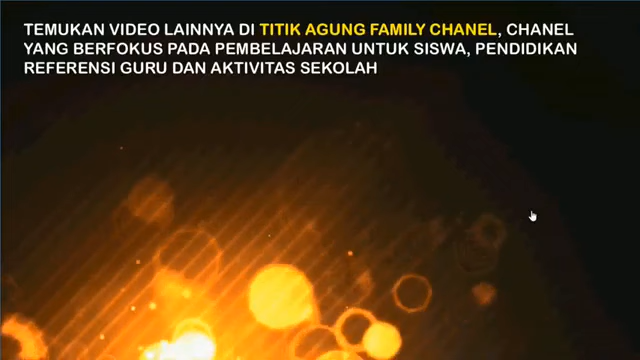 TEMUKAN VIDEO LAINNYA DI TITIK AGUNG FAMILY CHANEL, CHANEL
YANG BERFOKUS PADA PEMBELAJARAN UNTUK SISWA, PENDIDIKAN
REFERENSI GURU DAN AKTIVITAS SEKOLAH